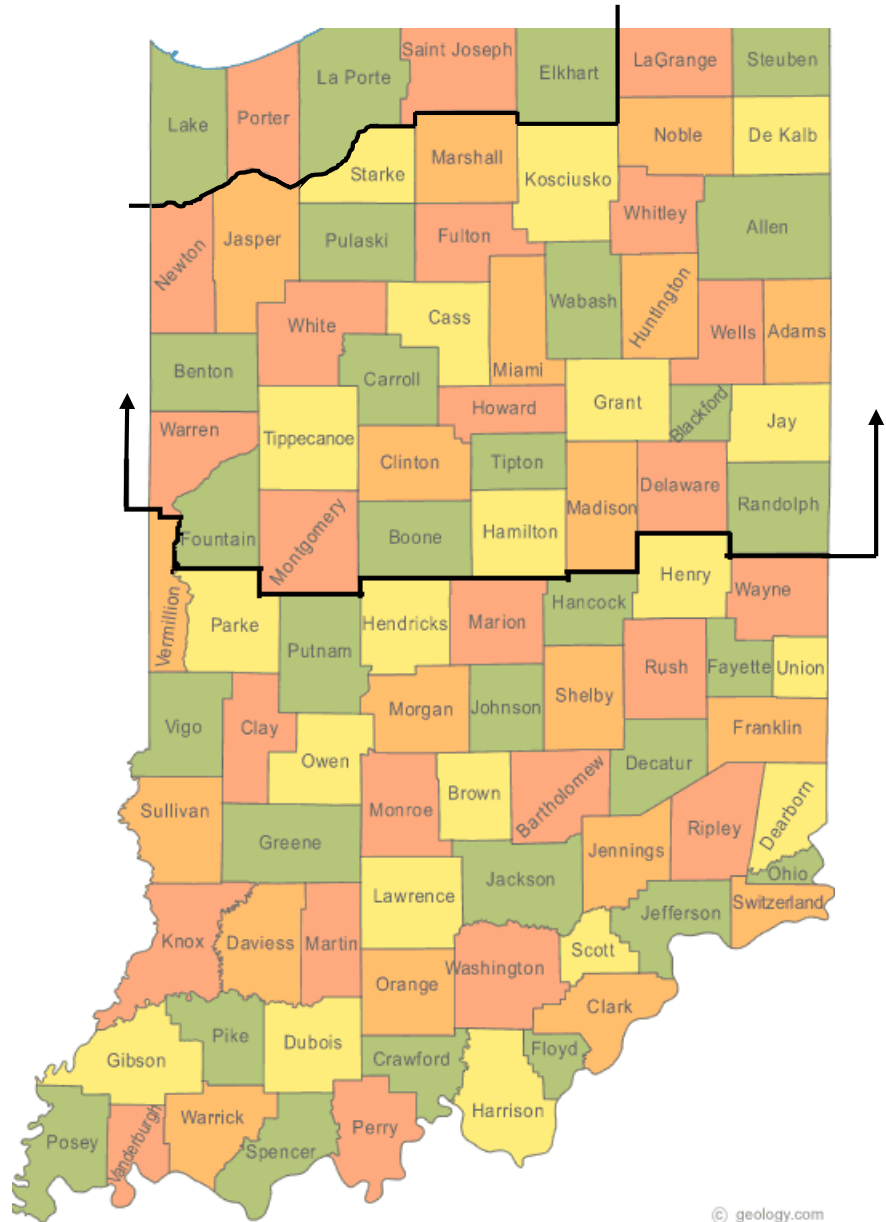 Saint Joseph
LaGrange
Steuben
La Porte
Elkhart
Lake
Porter
Noble
De Kalb
Marshall
Starke
Kosciusko
Whitley
Allen
Jasper
Pulaski
Fulton
Newton
Wabash
Huntington
White
Cass
Wells
Adams
Benton
Miami
Carroll
Grant
Blackford
Howard
Jay
Warren
Tippecanoe
Clinton
Tipton
Delaware
Madison
Randolph
Fountain
Montgomery
Boone
Hamilton
Henry
Wayne
Hancock
Vermillion
Parke
Hendricks
Marion
Putnam
Rush
Fayette
Union
Shelby
Morgan
Johnson
Vigo
Clay
Franklin
Owen
Decatur
Brown
Bartholomew
Sullivan
Monroe
Dearborn
Ripley
Greene
Jennings
Jackson
Ohio
Lawrence
Switzerland
Jefferson
Knox
Daviess
Martin
Scott
Washington
Orange
Clark
Pike
Dubois
Floyd
Gibson
Crawford
Harrison
Warrick
Vanderburgh
Perry
Posey
Spencer
© geology.com